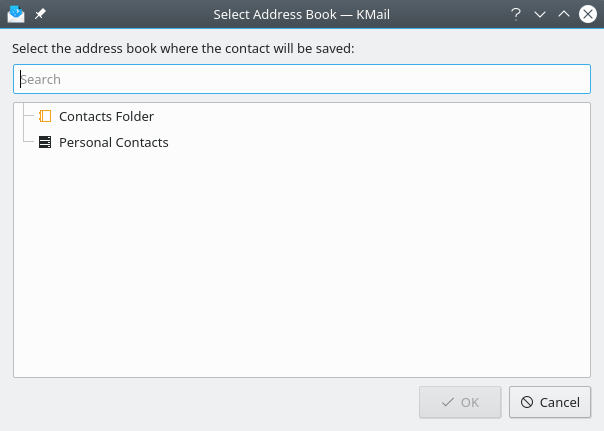 Select Address Book — KMail
Select the address book where the contact will be saved:
Search
Contacts Folder
Personal Contacts
OK
Cancel